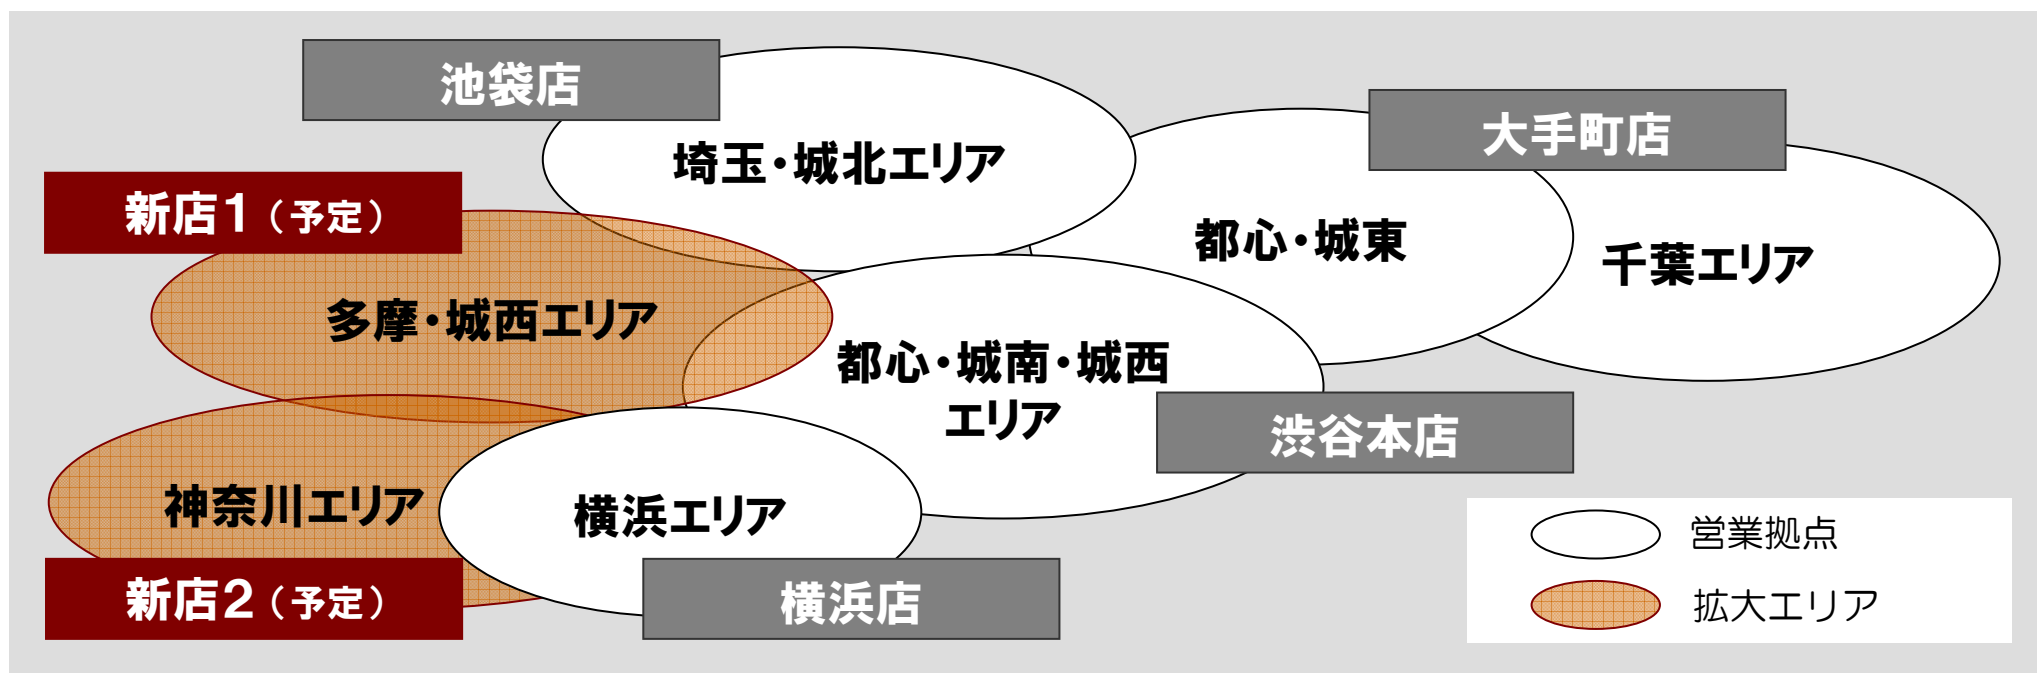 池袋店
埼玉・城北エリア
大手町店
新店1（予定）
都心・城東
千葉エリア
多摩・城西エリア
都心・城南・城西
エリア
渋谷本店
神奈川エリア
横浜エリア
新店2（予定）
横浜店
営業拠点
拡大エリア